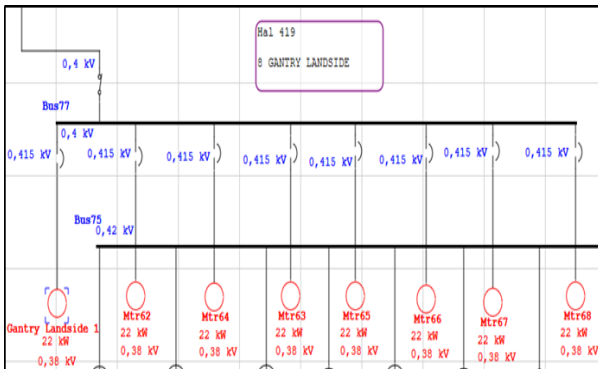 Hal 419
8 GANTRY LANDSIDE
0,4 kV
Bus77
0,4 kV
0,415 kV
0,415 kV
0,415 kV
0,415 kV
0,415 kV
0,415 kV
0,415 kV
0,415 kV
Bus75
0,42 kV
Gantry Landside 1
22 kW
0,38 kV
Mtr62
22 kW
0,38 kV
Mtr64
22 kW
0,38 kV
Mtr63
22 kW
0,38 kV
Mtr65
22 kW
0,38 kV
Mtr66
22 kW
0,38 kV
Mtr67
22 kW
0,38 kV
Mtr68
22 kW
0,38 kV